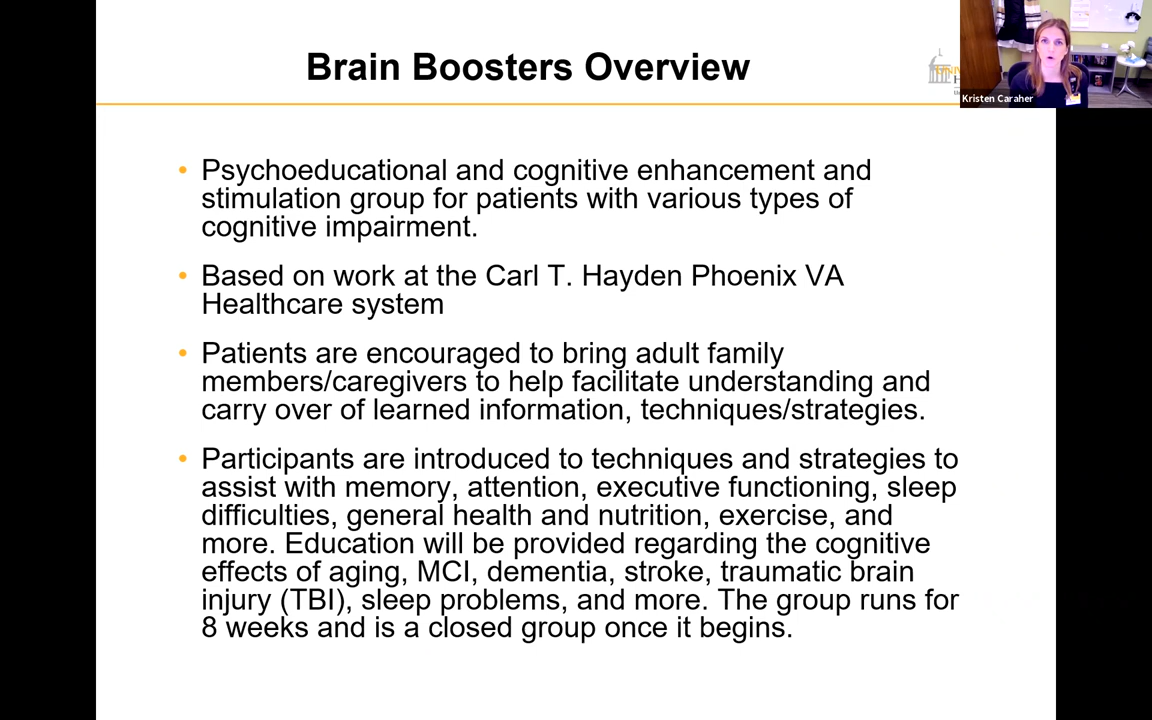 Brain Boosters Overview
Kristen Caraher
• Psychoeducational and cognitive enhancement and
stimulation group for patients with various types of
cognitive impairment.
• Based on work at the Carl T. Hayden Phoenix VA
Healthcare system
• Patients are encouraged to bring adult family
members/caregivers to help facilitate understanding and
carry over of learned information, techniques/strategies.
• Participants are introduced to techniques and strategies to
assist with memory, attention, executive functioning, sleep
difficulties, general health and nutrition, exercise, and
more. Education will be provided regarding the cognitive
effects of aging, MCI, dementia, stroke, traumatic brain
injury (TBI), sleep problems, and more. The group runs for
8 weeks and is a closed group once it begins.